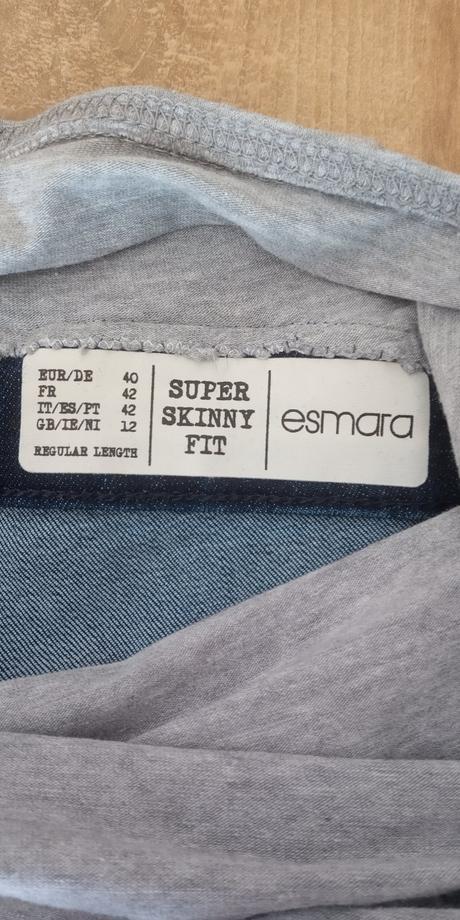 EUR/DE 40
FR 42
IT/ES/PT 42
GB/IE/NI 12
REGULAR LENGTH
SUPER
SKINNY
FIT
esmara